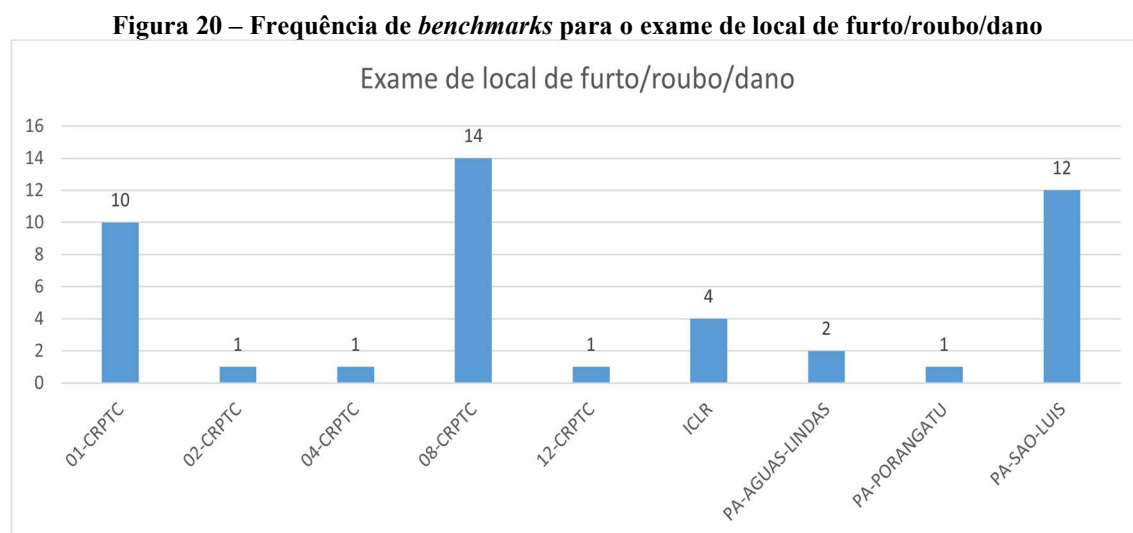 Figura 20 – Frequência de benchmarks para o exame de local de furto/roubo/dano
Exame de local de furto/roubo/dano
16
14
12
10
8
6
4
2
0
10
1
1
14
1
4
2
1
12
01-CRPTC
02-CRPTC
04-CRPTC
08-CRPTC
12-CRPTC
ICLR
PA-AGUAS-LINDAS
PA-PORANGATU
PA-SAO-LUIS